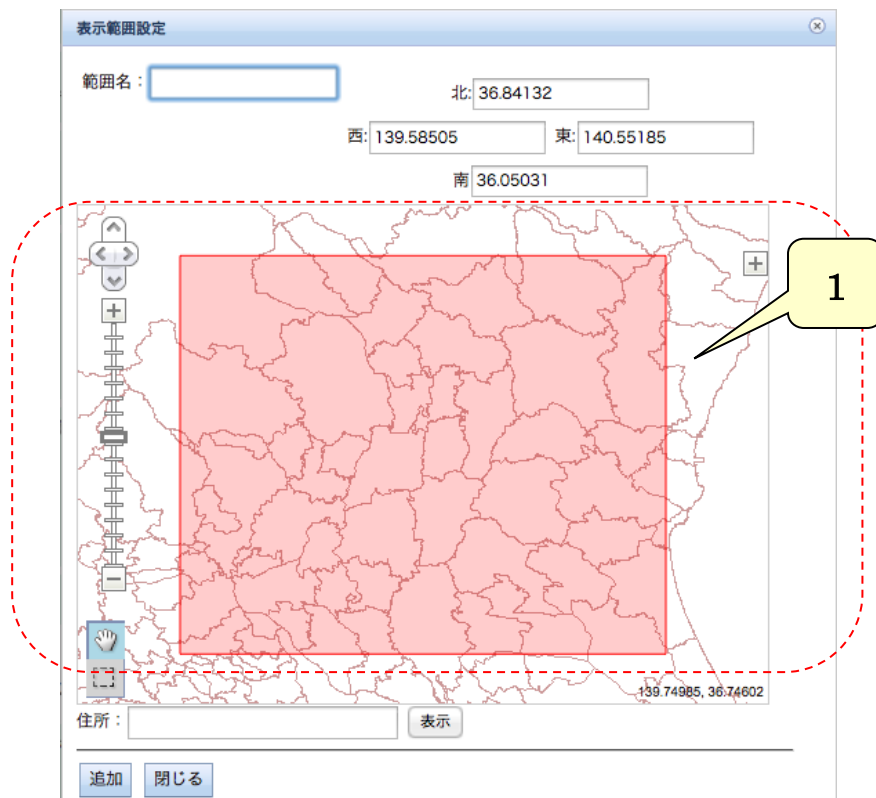 表示範囲設定
範囲名：
北: 36.84132
西: 139.58505 東: 140.55185
南 36.05031
1
139.74985, 36.74602
住所：
表示
追加 閉じる